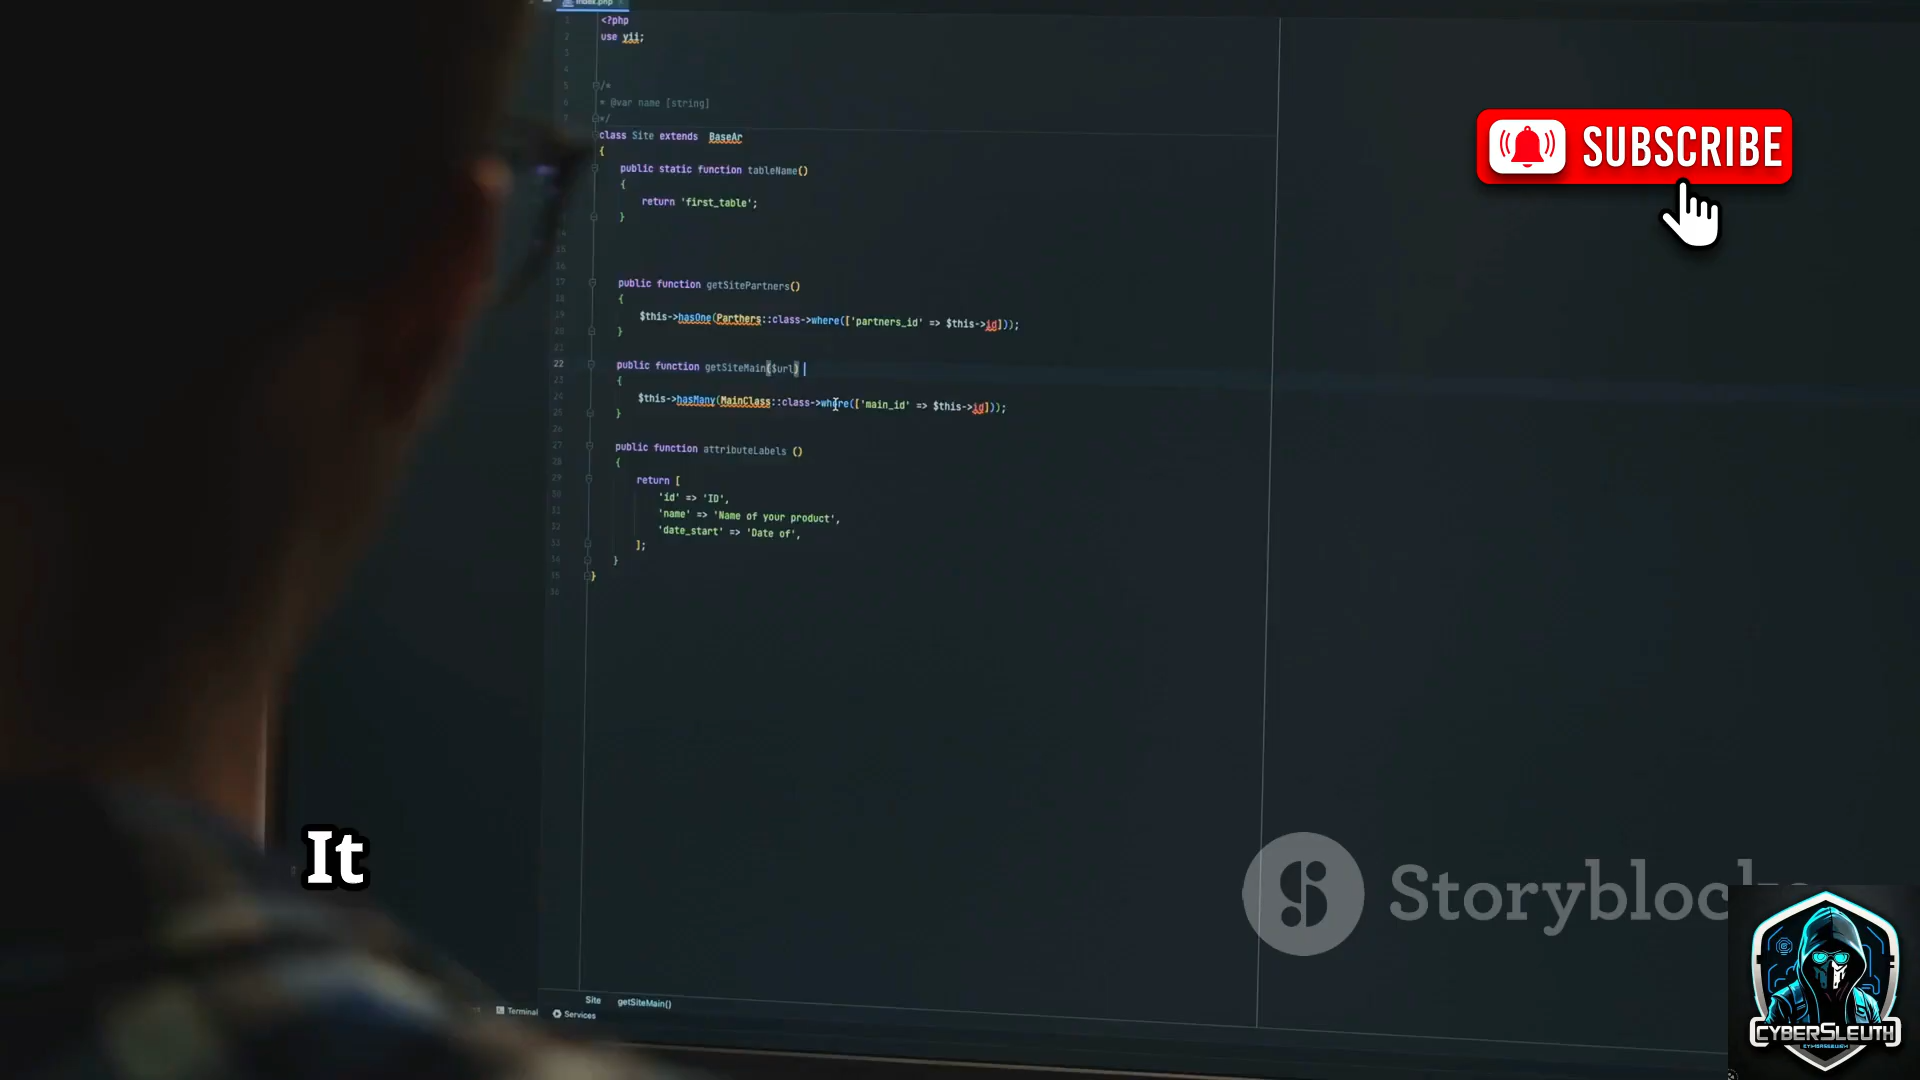 index.php
<?php
use yii;
/*
* @var name [string]
*/
class Site extends BaseAr
{
public static function tableName()
{
return 'first_table';
}
public function getSitePartners()
{
$this->hasOne(Parthers::class->where(['partners_id' => $this->id]));
}
public function getSiteMain($url)
{
$this->hasMany(MainClass::class->where(['main_id' => $this->id]));
}
public function attributeLabels ()
{
return [
'id' => 'ID',
'name' => 'Name of your product',
'date_start' => 'Date of',
];
}
}
SUBSCRIBE
It
Storyblocks
CYBERSLEUTH
Site getSiteMain()
Terminal Services